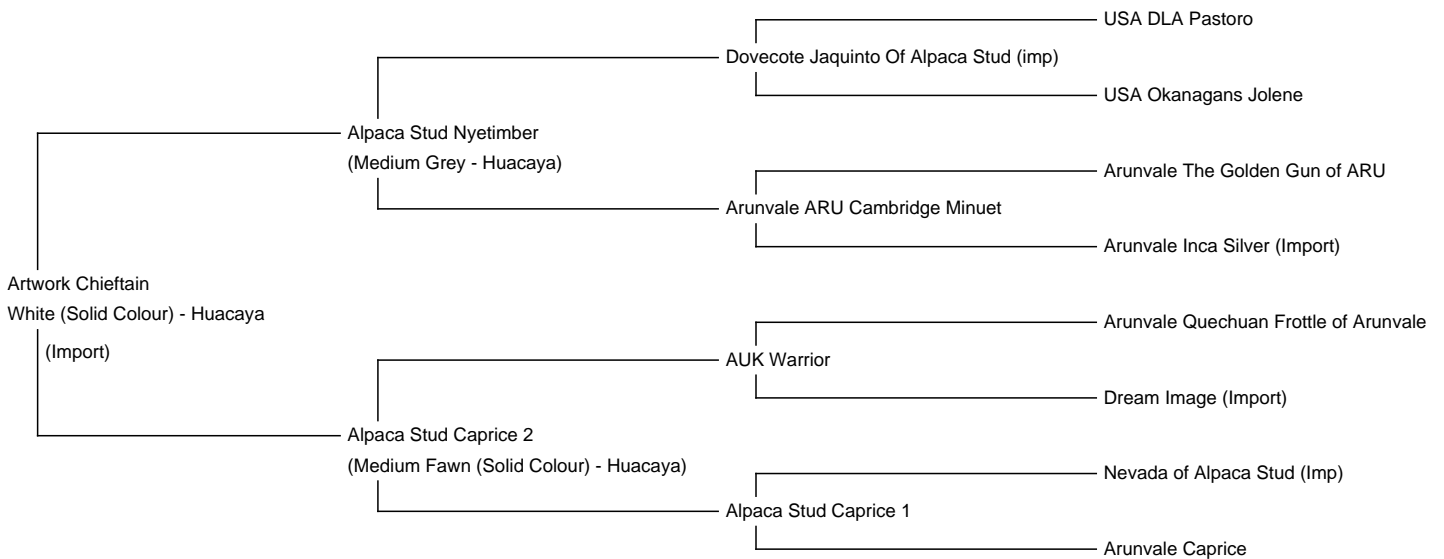 USA DLA Pastoro
Dovecote Jaquinto Of Alpaca Stud (imp)
USA Okanagans Jolene
Alpaca Stud Nyetimber
(Medium Grey - Huacaya)
Arunvale The Golden Gun of ARU
Arunvale ARU Cambridge Minuet
Arunvale Inca Silver (Import)
Artwork Chieftain
White (Solid Colour) - Huacaya
(Import)
Arunvale Quechuan Frottle of Arunvale
AUK Warrior
Dream Image (Import)
Alpaca Stud Caprice 2
(Medium Fawn (Solid Colour) - Huacaya)
Nevada of Alpaca Stud (Imp)
Alpaca Stud Caprice 1
Arunvale Caprice